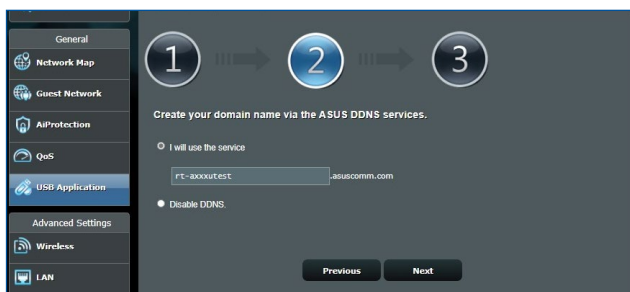 General
Network Map
Guest Network
AiProtection
QoS
USB Application
Advanced Settings
Wireless
LAN
1
2
3
Create your domain name via the ASUS DDNS services.
I will use the service
rt-axxxutest .asuscomm.com
Disable DDNS.
Previous Next